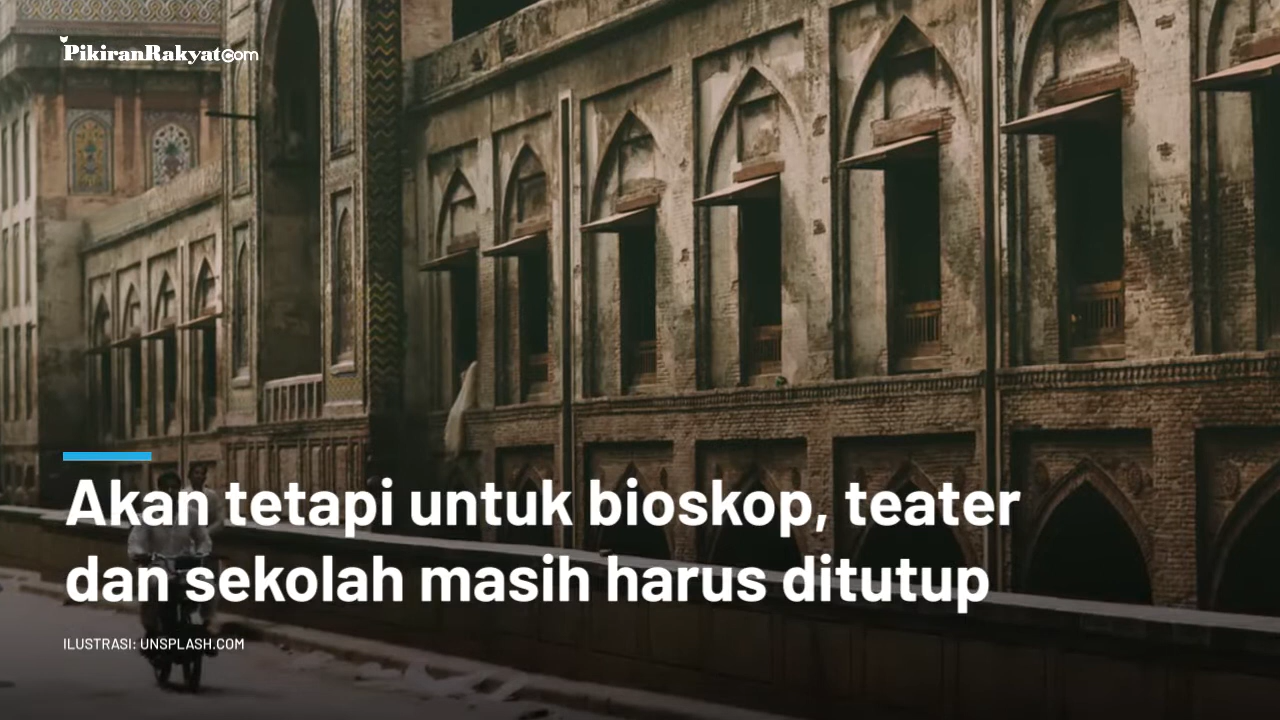 PikiranRakyat.com
Akan tetapi untuk bioskop, teater
dan sekolah masih harus ditutup
ILUSTRASI: UNSPLASH.COM